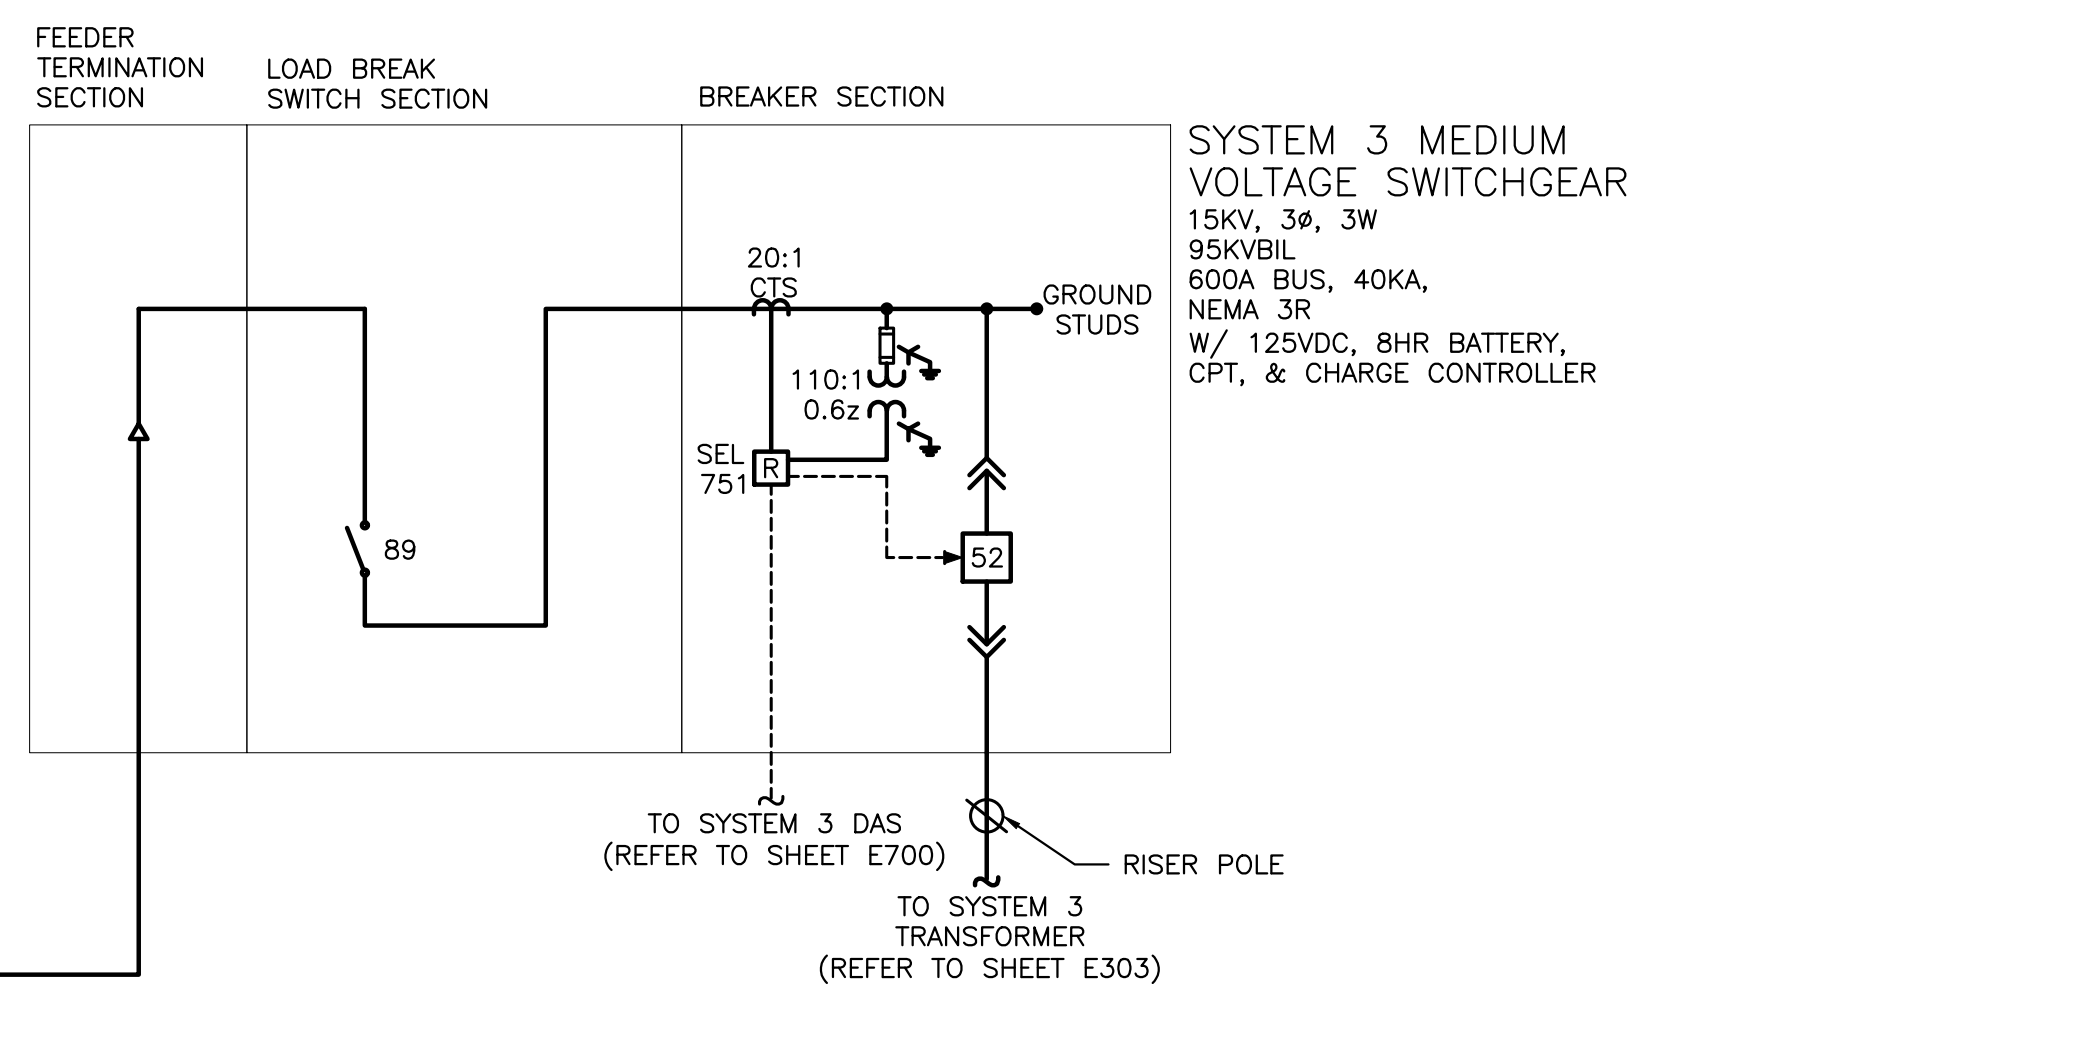 FEEDER
TERMINATION
SECTION
LOAD BREAK
SWITCH SECTION
BREAKER SECTION
SYSTEM 3 MEDIUM
VOLTAGE SWITCHGEAR
15KV, 3ø, 3W
95KVBIL
600A BUS, 40KA,
NEMA 3R
W/ 125VDC, 8HR BATTERY,
CPT, & CHARGE CONTROLLER
20:1
CTS
GROUND
STUDS
110:1
0.6z
SEL
751
R
89
52
TO SYSTEM 3 DAS
(REFER TO SHEET E700)
RISER POLE
TO SYSTEM 3
TRANSFORMER
(REFER TO SHEET E303)